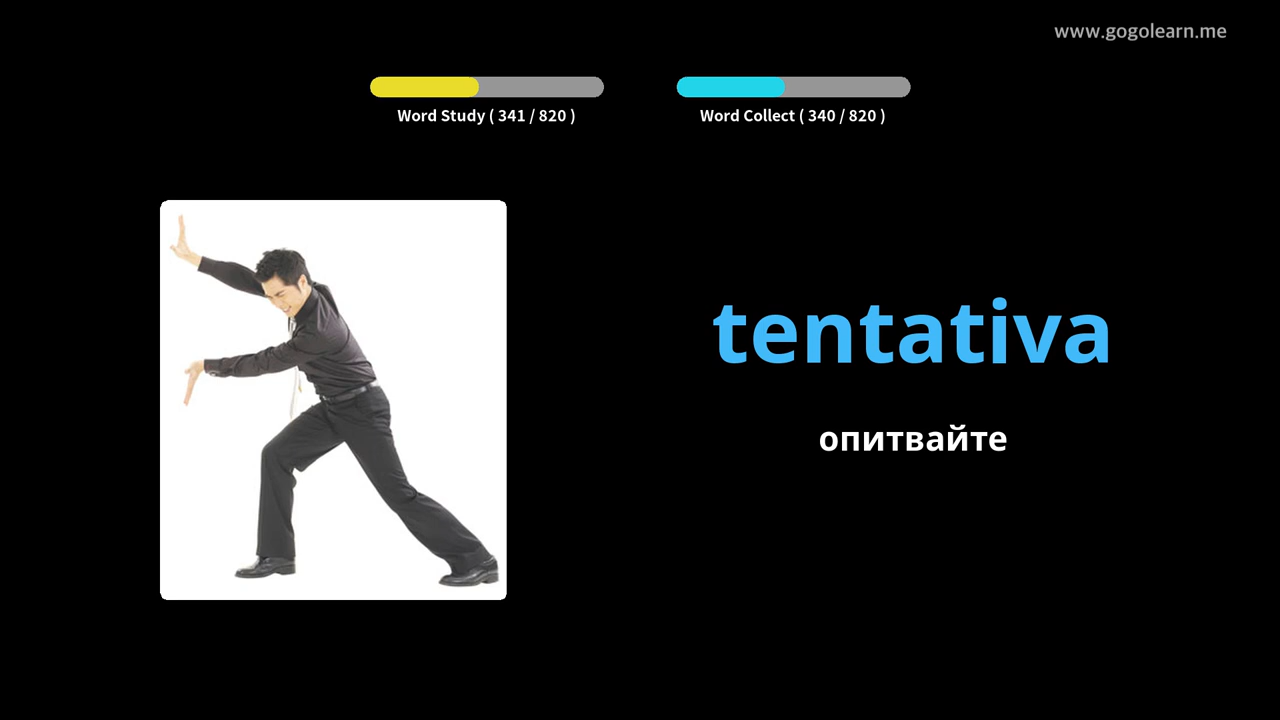 www.gogolearn.me
Word Study ( 341 / 820 )
Word Collect ( 340 / 820 )
tentativa
опитвайте